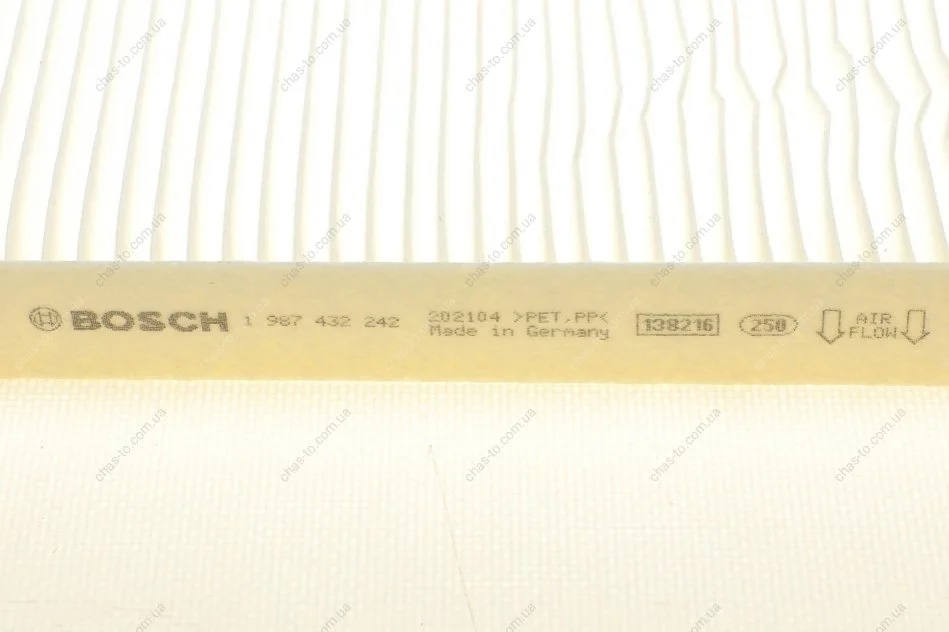 BOSCH 1 987 432 242
202104 >PET,PP<
Made in Germany
138216
250
AIR
FLOW
chas-to.com.ua